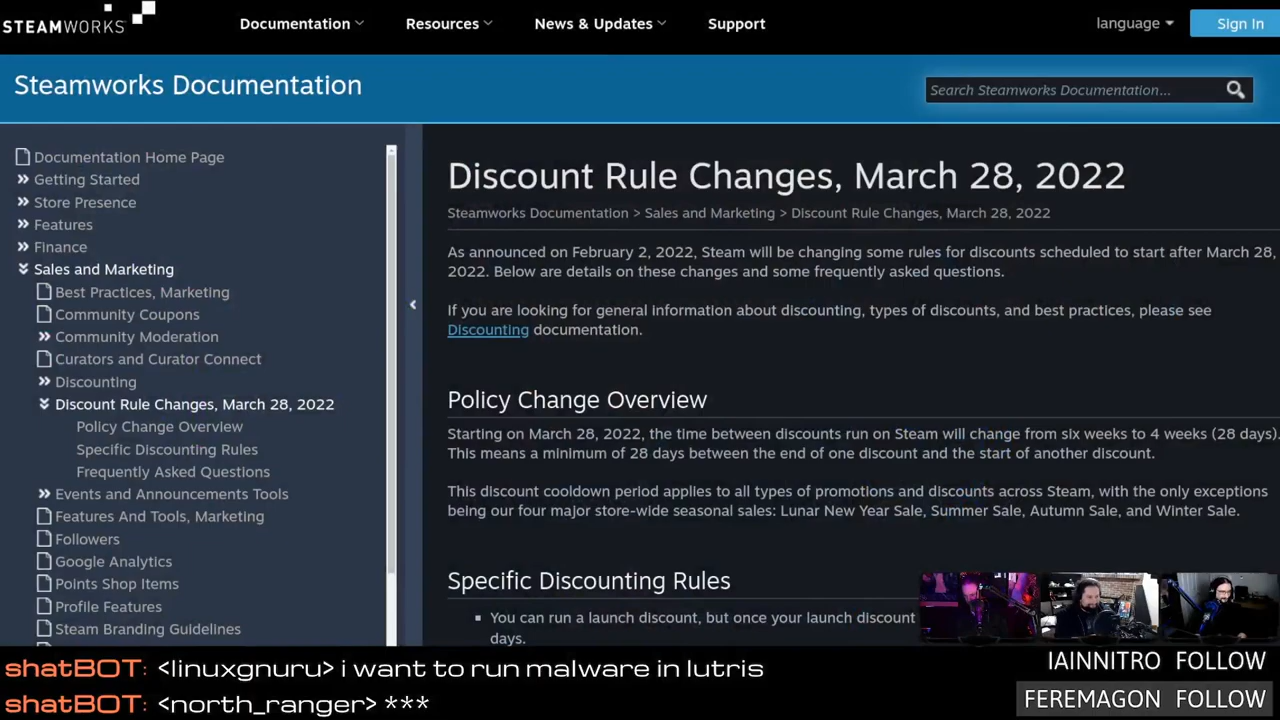 STEAMWORKS
Documentation
Resources
News & Updates
Support
language
Sign In
Steamworks Documentation
Search Steamworks Documentation...
Documentation Home Page
Getting Started
Store Presence
Features
Finance
Sales and Marketing
Best Practices, Marketing
Community Coupons
Community Moderation
Curators and Curator Connect
Discounting
Discount Rule Changes, March 28, 2022
Policy Change Overview
Specific Discounting Rules
Frequently Asked Questions
Events and Announcements Tools
Features And Tools, Marketing
Followers
Google Analytics
Points Shop Items
Profile Features
Steam Branding Guidelines
Discount Rule Changes, March 28, 2022
Steamworks Documentation > Sales and Marketing > Discount Rule Changes, March 28, 2022
As announced on February 2, 2022, Steam will be changing some rules for discounts scheduled to start after March 28,
2022. Below are details on these changes and some frequently asked questions.
If you are looking for general information about discounting, types of discounts, and best practices, please see
Discounting documentation.
Policy Change Overview
Starting on March 28, 2022, the time between discounts run on Steam will change from six weeks to 4 weeks (28 days).
This means a minimum of 28 days between the end of one discount and the start of another discount.
This discount cooldown period applies to all types of promotions and discounts across Steam, with the only exceptions
being our four major store-wide seasonal sales: Lunar New Year Sale, Summer Sale, Autumn Sale, and Winter Sale.
Specific Discounting Rules
You can run a launch discount, but once your launch discount
days.
shatBOT: <linuxgnuru> i want to run malware in lutris
shatBOT: <north_ranger> ***
IAINNITRO FOLLOW
FEREMAGON FOLLOW